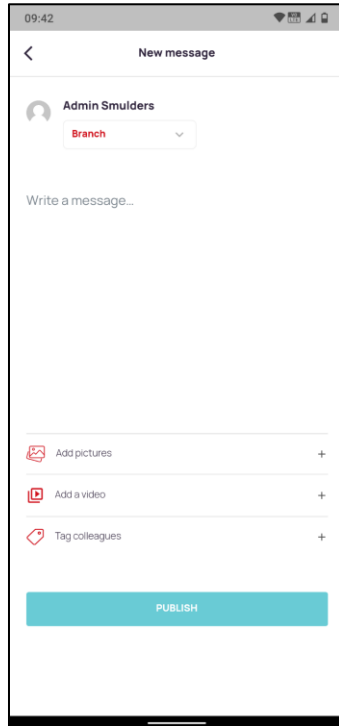 09:42
New message
Admin Smulders
Branch
Write a message...
Add pictures
+
Add a video
+
Tag colleagues
+
PUBLISH